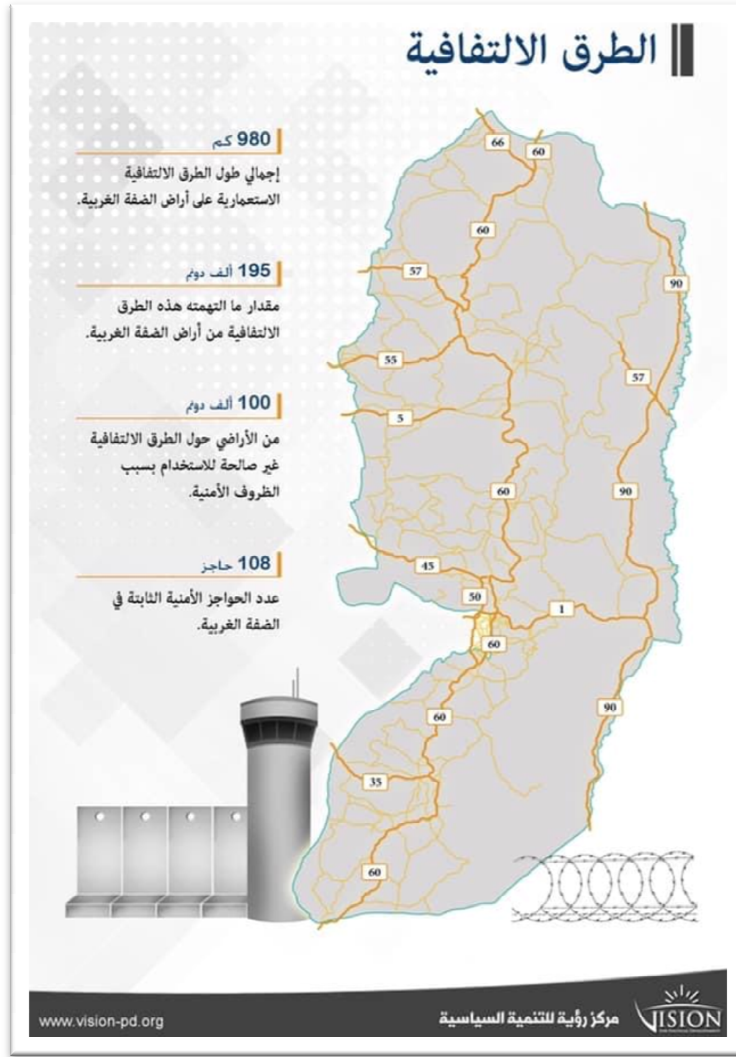 الطرق الالتفافية
980 كم
إجمالي طول الطرق الالتفافية
الاستعمارية على أراض الضفة الغربية.
195 ألف دونم
مقدار ما التهمته هذه الطرق
الالتفافية من أراض الضفة الغربية.
100 ألف دونم
من الأراضي حول الطرق الالتفافية
غير صالحة للاستخدام بسبب
الظروف الأمنية.
108 حاجز
عدد الحواجز الأمنية الثابتة في
الضفة الغربية.
66
60
60
57
90
55
57
5
60
90
45
50
1
60
90
60
35
60
www.vision-pd.org
مركز رؤية للتنمية السياسية
VISION